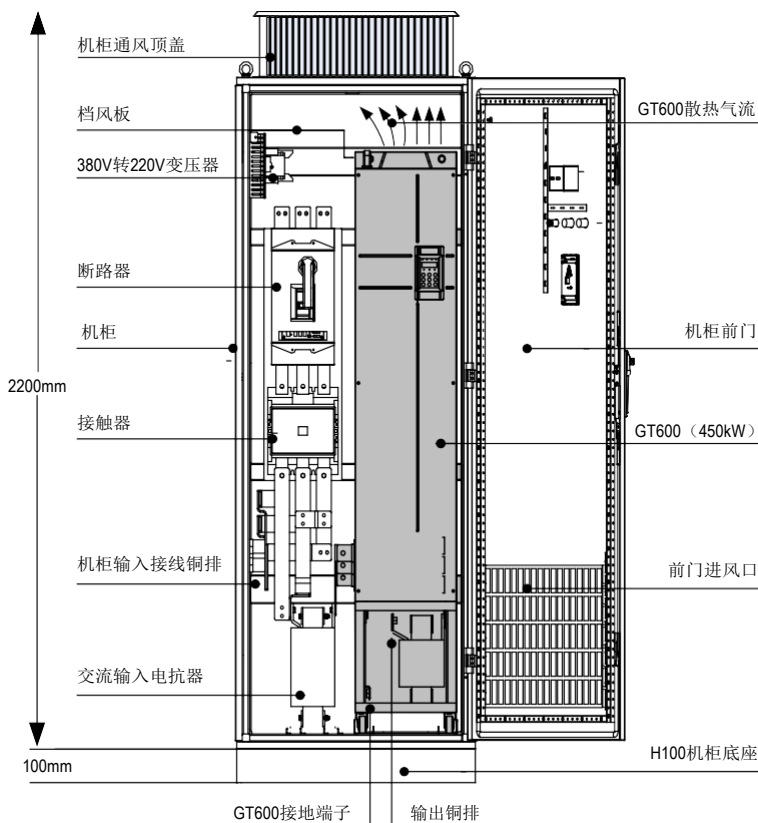 机柜通风顶盖
档风板
GT600散热气流
380V转220V变压器
断路器
机柜
机柜前门
2200mm
接触器
GT600（450kW）
机柜输入接线铜排
前门进风口
交流输入电抗器
100mm
H100机柜底座
GT600接地端子
输出铜排